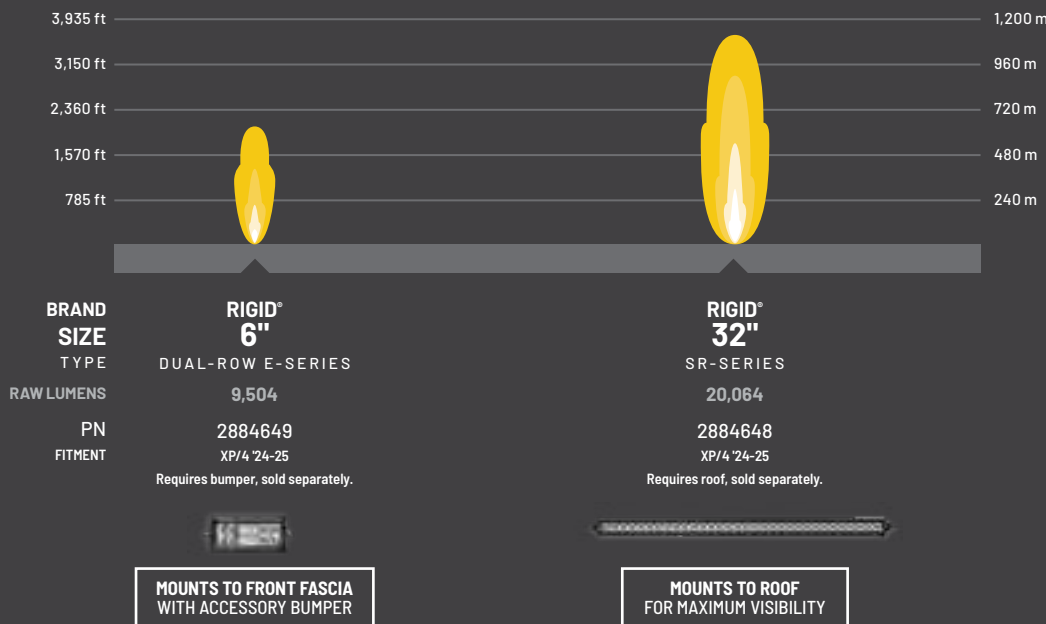 3,935 ft 1,200 m
3,150 ft 960 m
2,360 ft 720 m
1,570 ft 480 m
785 ft 240 m
BRAND RIGID® RIGID®
SIZE 6" 32"
TYPE DUAL-ROW E-SERIES SR-SERIES
RAW LUMENS 9,504 20,064
PN 2884649 2884648
FITMENT XP/4 '24-25 XP/4 '24-25
Requires bumper, sold separately. Requires roof, sold separately.
MOUNTS TO FRONT FASCIA MOUNTS TO ROOF
WITH ACCESSORY BUMPER FOR MAXIMUM VISIBILITY